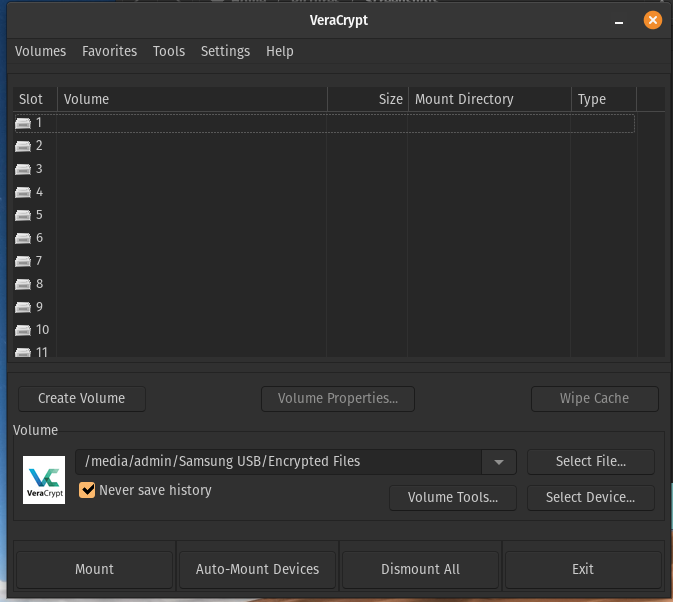 VeraCrypt
Volumes Favorites Tools Settings Help
Slot Volume Size Mount Directory Type
1
2
3
4
5
6
7
8
9
10
11
Create Volume Volume Properties... Wipe Cache
Volume
/media/admin/Samsung USB/Encrypted Files Select File...
VeraCrypt
Never save history
Volume Tools... Select Device...
Mount Auto-Mount Devices Dismount All Exit